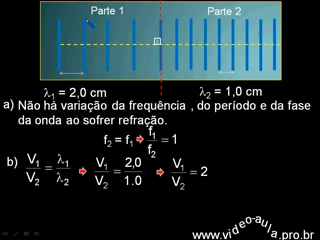 Parte 1 Parte 2
λ₁ = 2,0 cm λ₂ = 1,0 cm
a) Não há variação da frequência , do período e da fase
da onda ao sofrer refração.
f₂ = f₁ ⇨ f₁/f₂ = 1
b) V₁/V₂ = λ₁/λ₂ ⇨ V₁/V₂ = 2,0/1.0 ⇨ V₁/V₂ = 2
www.video-aula.pro.br